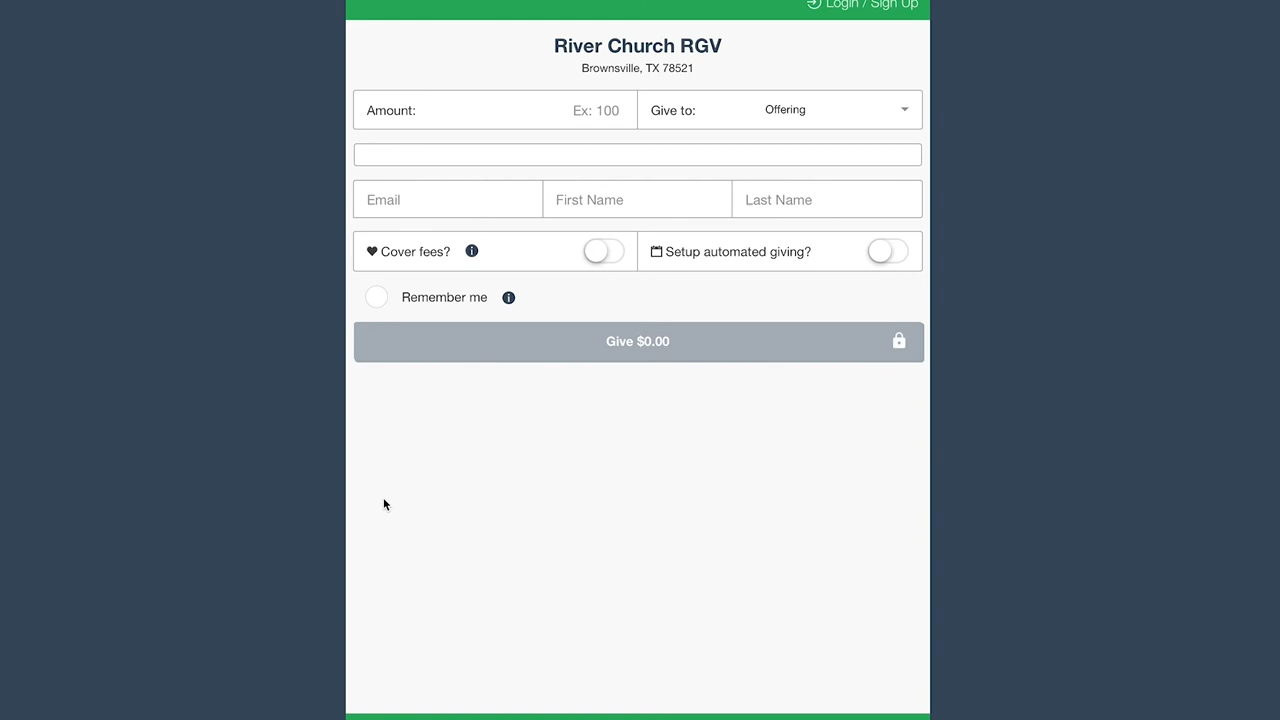 Login / Sign Up
River Church RGV
Brownsville, TX 78521
Amount: Ex: 100 Give to: Offering
Email First Name Last Name
Cover fees? Setup automated giving?
Remember me
Give $0.00